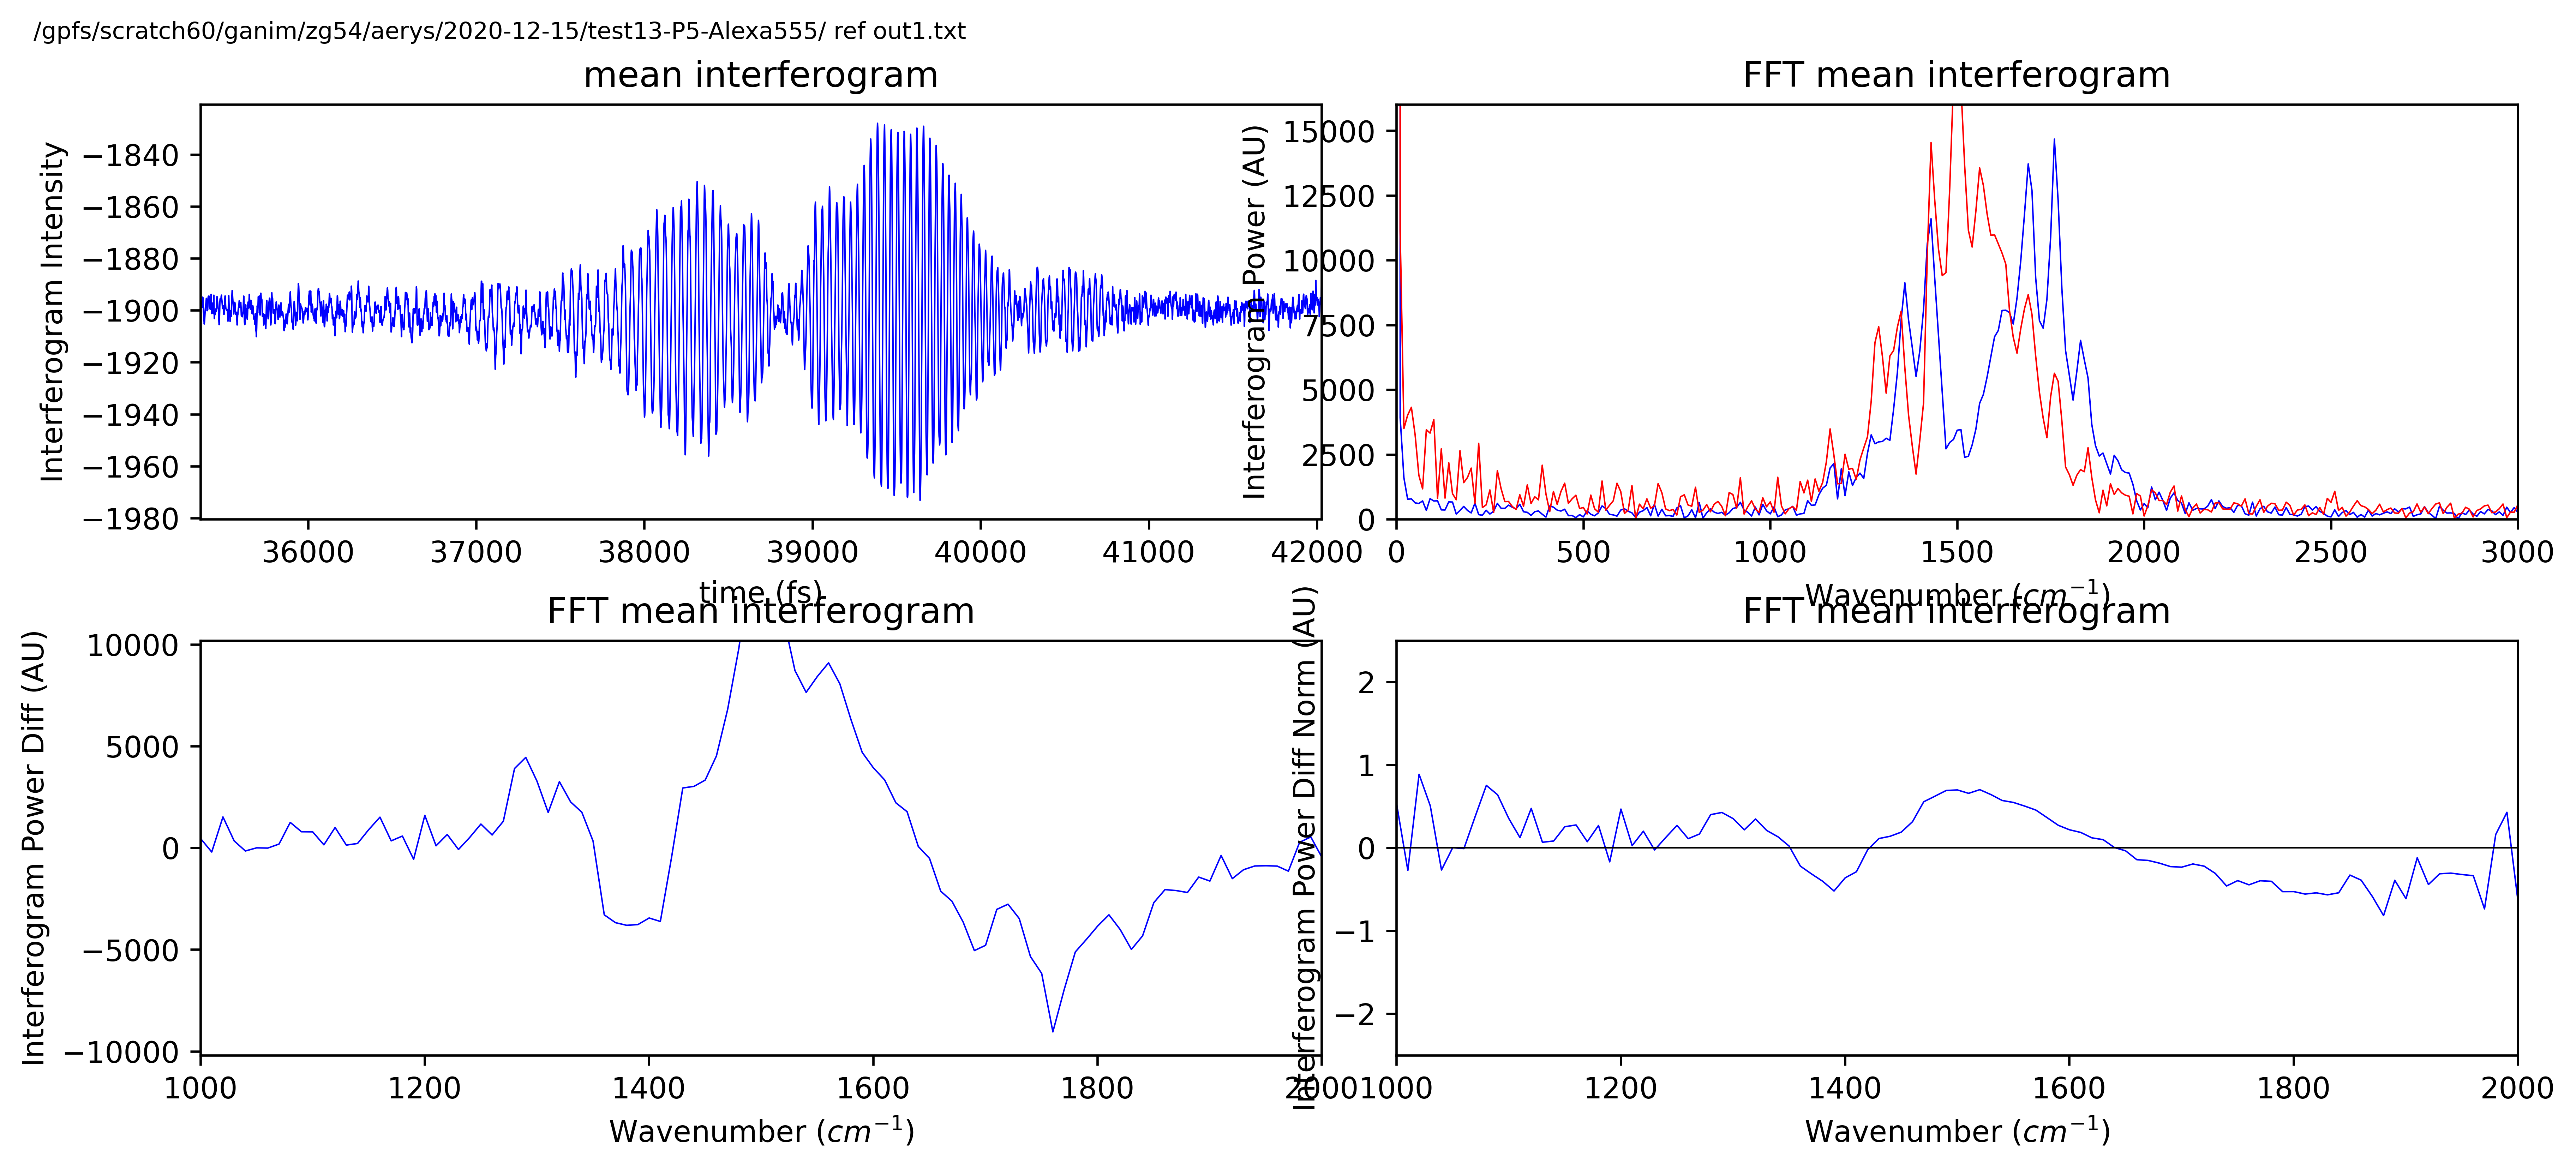 /gpfs/scratch60/ganim/zg54/aerys/2020-12-15/test13-P5-Alexa555/ ref out1.txt
mean interferogram
Interferogram Intensity
−1840
−1860
−1880
−1900
−1920
−1940
−1960
−1980
36000 37000 38000 39000 40000 41000 42000
time (fs)
FFT mean interferogram
Interferogram Power (AU)
15000
12500
10000
7500
5000
2500
0
0 500 1000 1500 2000 2500 3000
Wavenumber (cm⁻¹)
FFT mean interferogram
Interferogram Power Diff (AU)
10000
5000
0
−5000
−10000
1000 1200 1400 1600 1800 2000
Wavenumber (cm⁻¹)
FFT mean interferogram
Interferogram Power Diff Norm (AU)
2
1
0
−1
−2
1000 1200 1400 1600 1800 2000
Wavenumber (cm⁻¹)